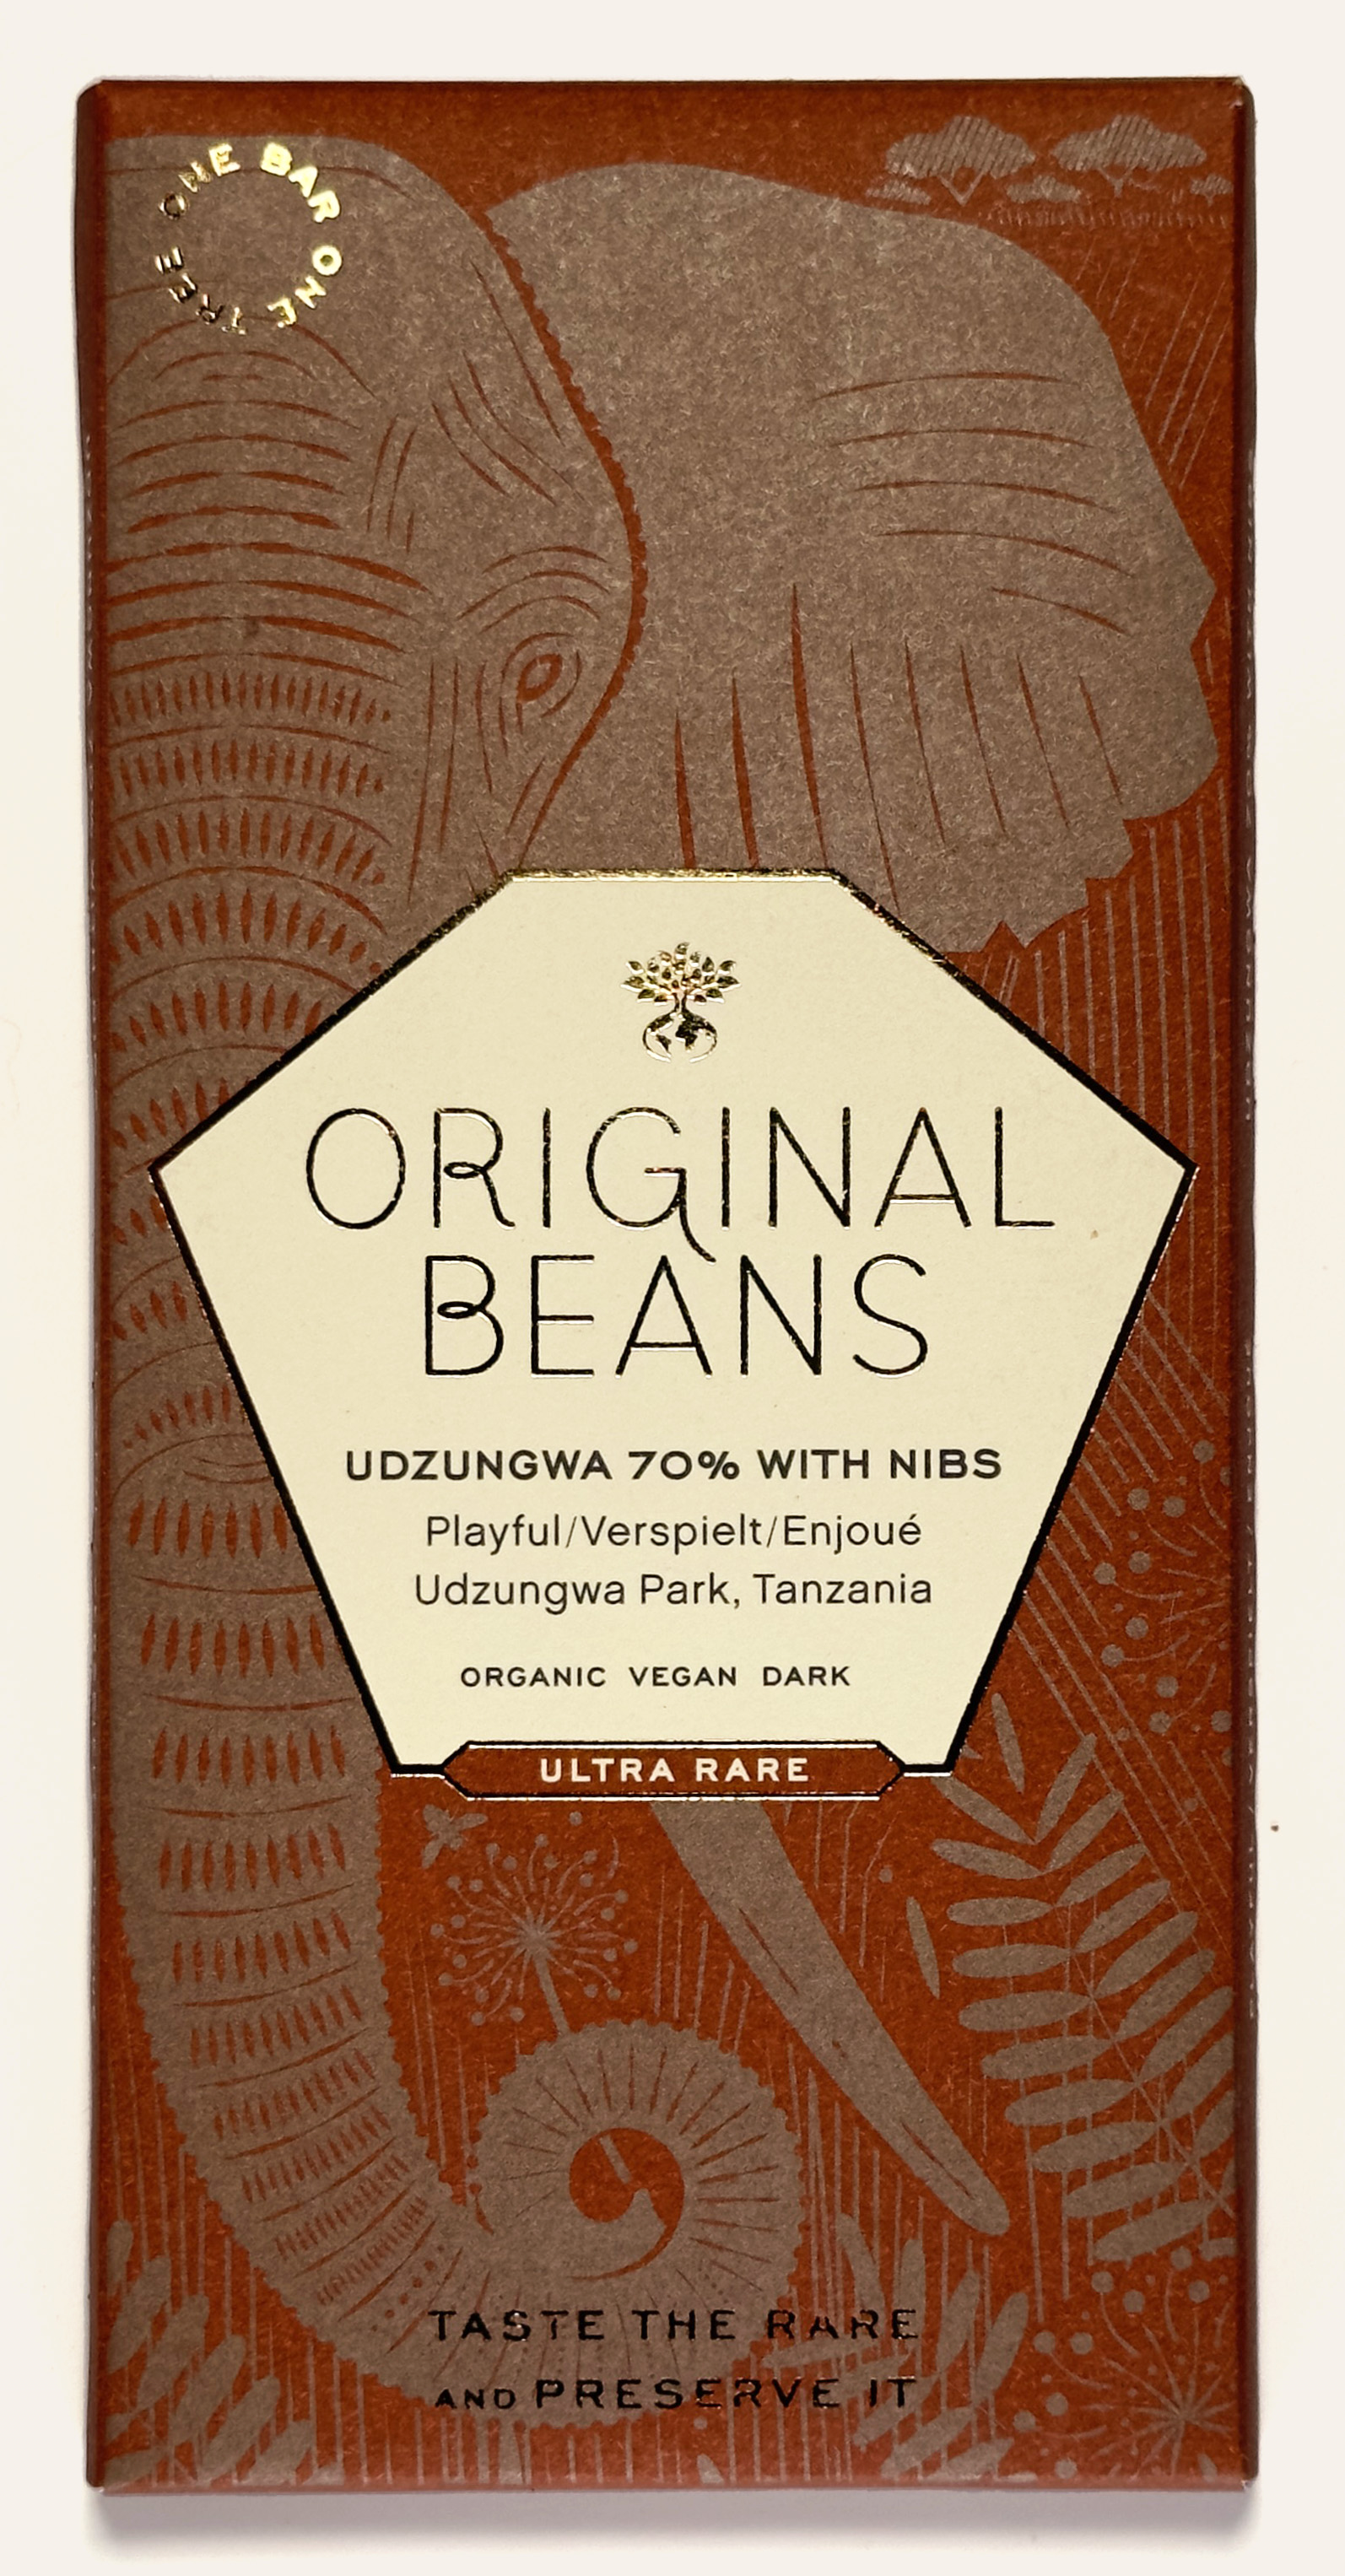 ONE BAR ONE TREE
ORIGINAL
BEANS
UDZUNGWA 70% WITH NIBS
Playful/Verspielt/Enjoué
Udzungwa Park, Tanzania
ORGANIC VEGAN DARK
ULTRA RARE
TASTE THE RARE
AND PRESERVE IT